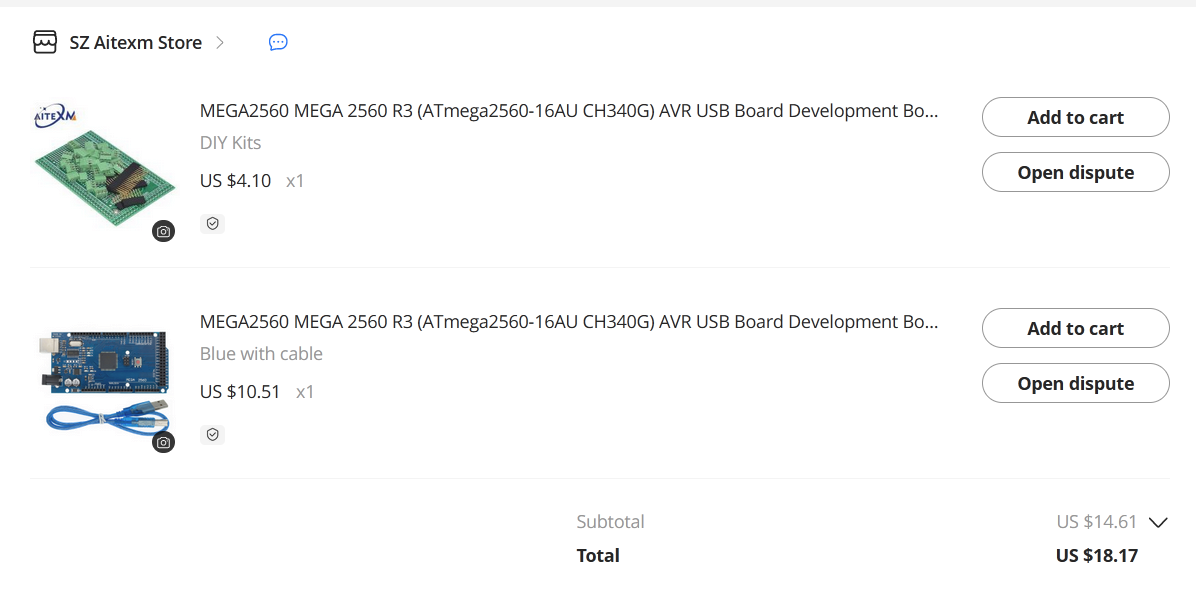 SZ Aitexm Store
AITEXM
MEGA2560 MEGA 2560 R3 (ATmega2560-16AU CH340G) AVR USB Board Development Bo...
Add to cart
DIY Kits
Open dispute
US $4.10 x1
MEGA2560 MEGA 2560 R3 (ATmega2560-16AU CH340G) AVR USB Board Development Bo...
Add to cart
Blue with cable
Open dispute
US $10.51 x1
Subtotal US $14.61
Total US $18.17